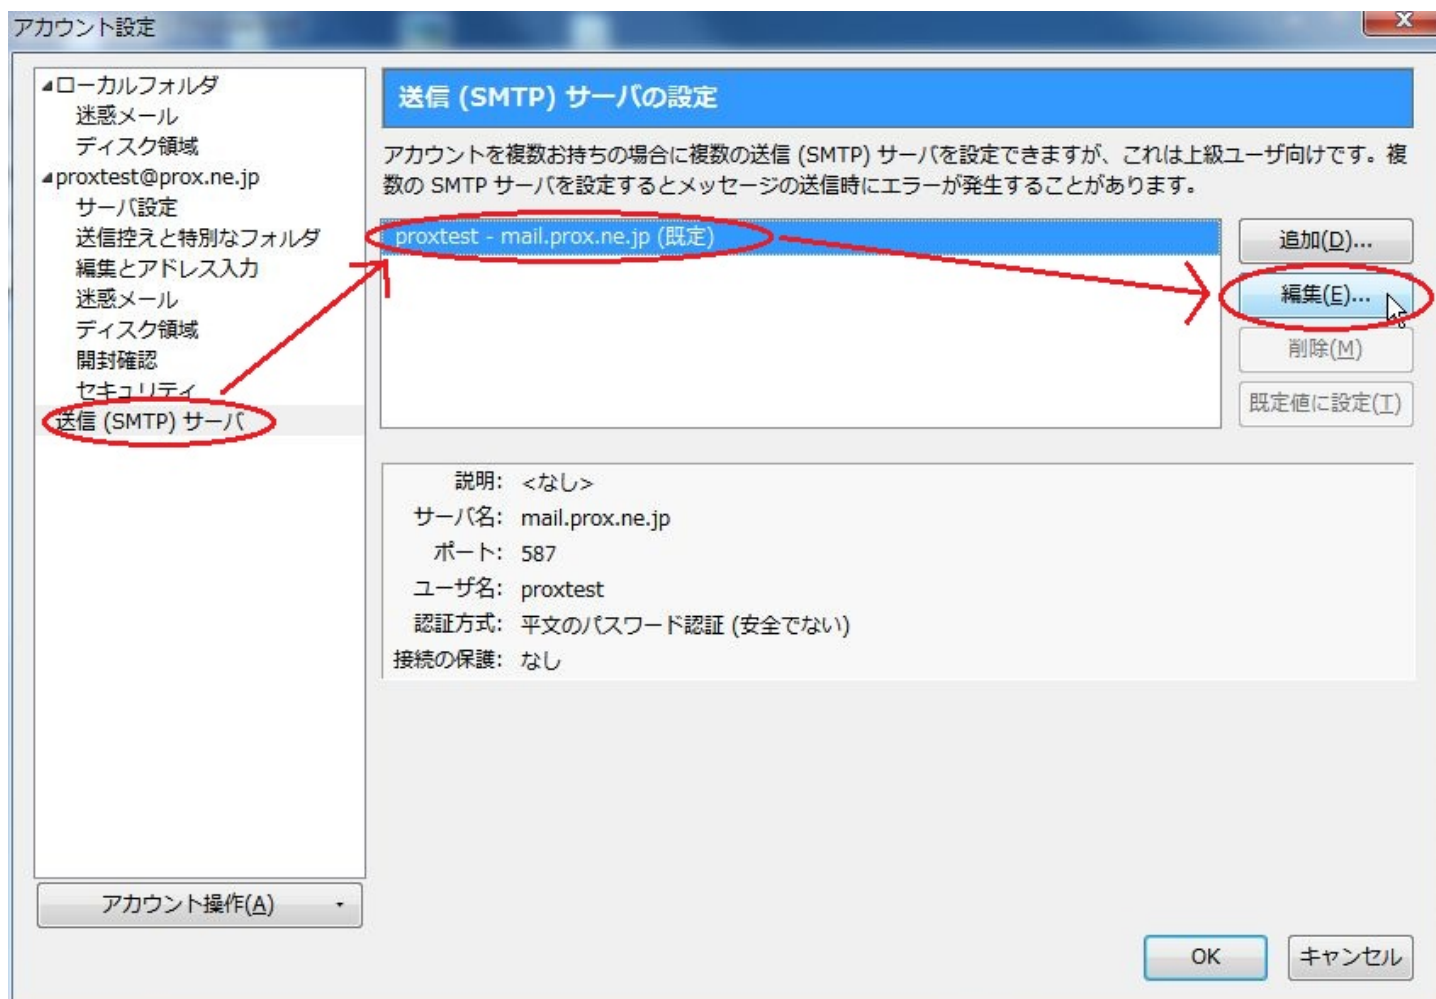 アカウント設定
ローカルフォルダ
迷惑メール
ディスク領域
proxtest@prox.ne.jp
サーバ設定
送信控えと特別なフォルダ
編集とアドレス入力
迷惑メール
ディスク領域
開封確認
セキュリティ
送信 (SMTP) サーバ
アカウント操作(A)
送信 (SMTP) サーバの設定
アカウントを複数お持ちの場合に複数の送信 (SMTP) サーバを設定できますが、これは上級ユーザ向けです。複
数の SMTP サーバを設定するとメッセージの送信時にエラーが発生することがあります。
proxtest - mail.prox.ne.jp (既定)
追加(D)...
編集(E)...
削除(M)
既定値に設定(T)
説明: <なし>
サーバ名: mail.prox.ne.jp
ポート: 587
ユーザ名: proxtest
認証方式: 平文のパスワード認証 (安全でない)
接続の保護: なし
OK
キャンセル